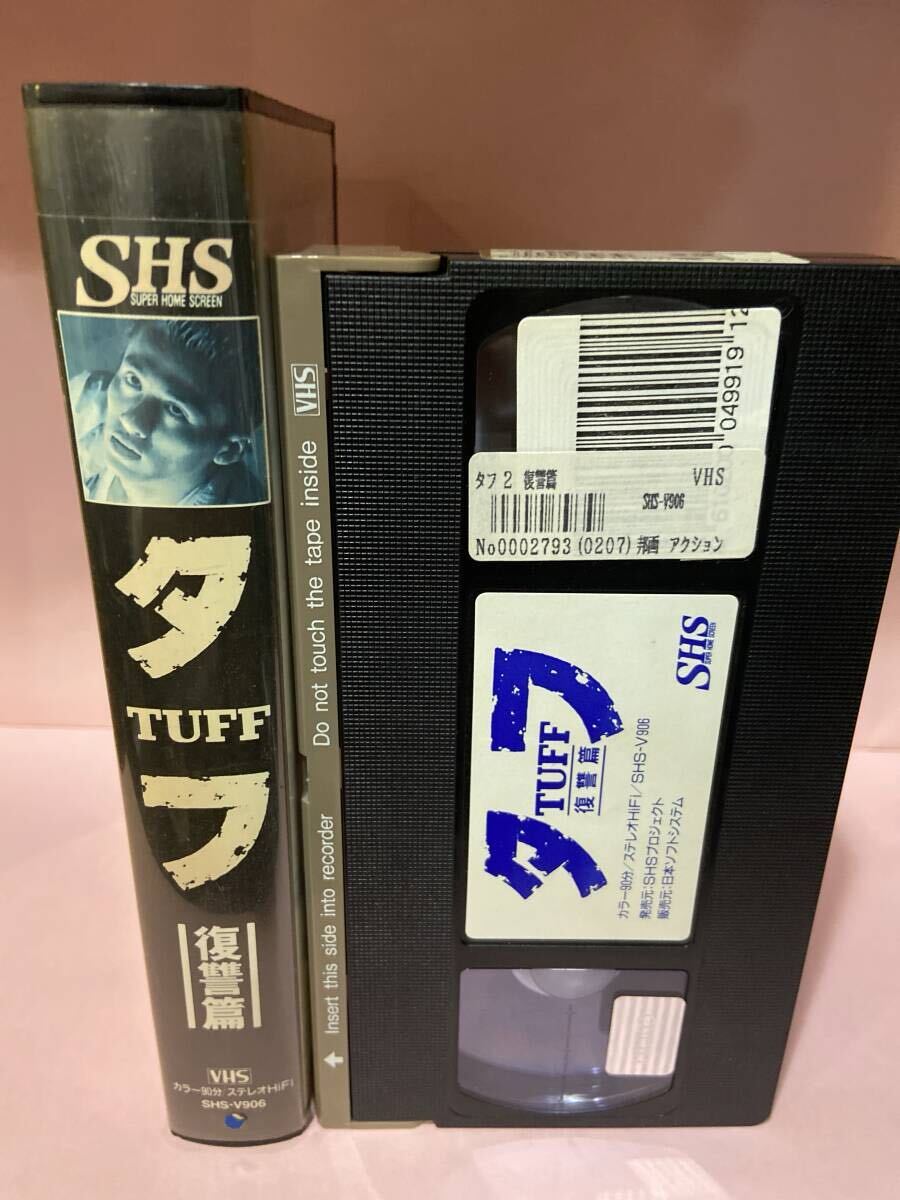 SHS
SUPER HOME SCREEN
タフ
TUFF
復讐篇
VHS
カラー90分/ステレオHiFi
SHS-V906
VHS
Do not touch the tape inside
Insert this side into recorder
049919 12
タフ2 復讐篇 VHS
SHS-V906
No0002793(0207)邦画 アクション
タフ
TUFF
復讐篇
SHS
SUPER HOME SCREEN
カラー90分/ステレオHiFi/SHS-V906
発売元:SHSプロジェクト
販売元:日本ソフトシステム